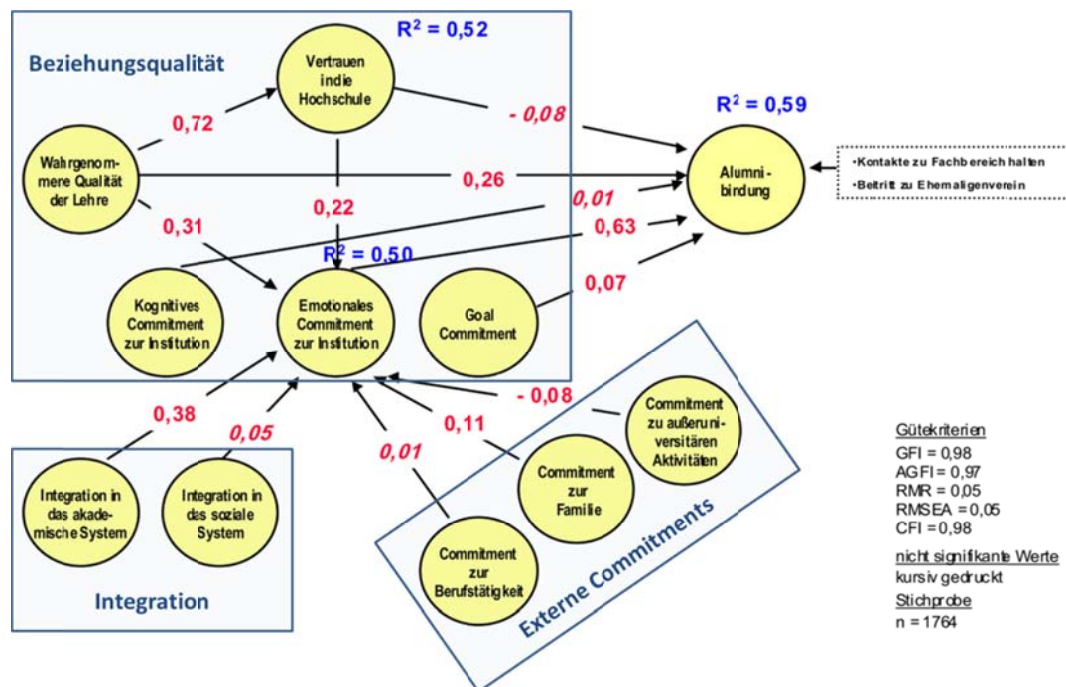 R² = 0,52
Beziehungsqualität
Vertrauen
in die
Hochschule
R² = 0,59
- 0,08
0,72
Wahrgenom-
mere Qualität
der Lehre
0,26
Alumni-
bindung
•Kontakte zu Fachbereich halten
•Beitritt zu Ehemaligenverein
0,01
0,22
0,31
0,63
R² = 0,50
0,07
Kognitives
Commitment
zur Institution
Emotionales
Commitment
zur Institution
Goal
Commitment
0,38
0,05
0,01
0,11
- 0,08
Commitment
zu außeruni-
versitären
Aktivitäten
Commitment
zur
Familie
Commitment
zur
Berufstätigkeit
Externe Commitments
Integration in
das akade-
mische System
Integration in
das soziale
System
Integration
Gütekriterien
GFI = 0,98
AGFI = 0,97
RMR = 0,05
RMSEA = 0,05
CFI = 0,98
nicht signifikante Werte
kursiv gedruckt
Stichprobe
n = 1764